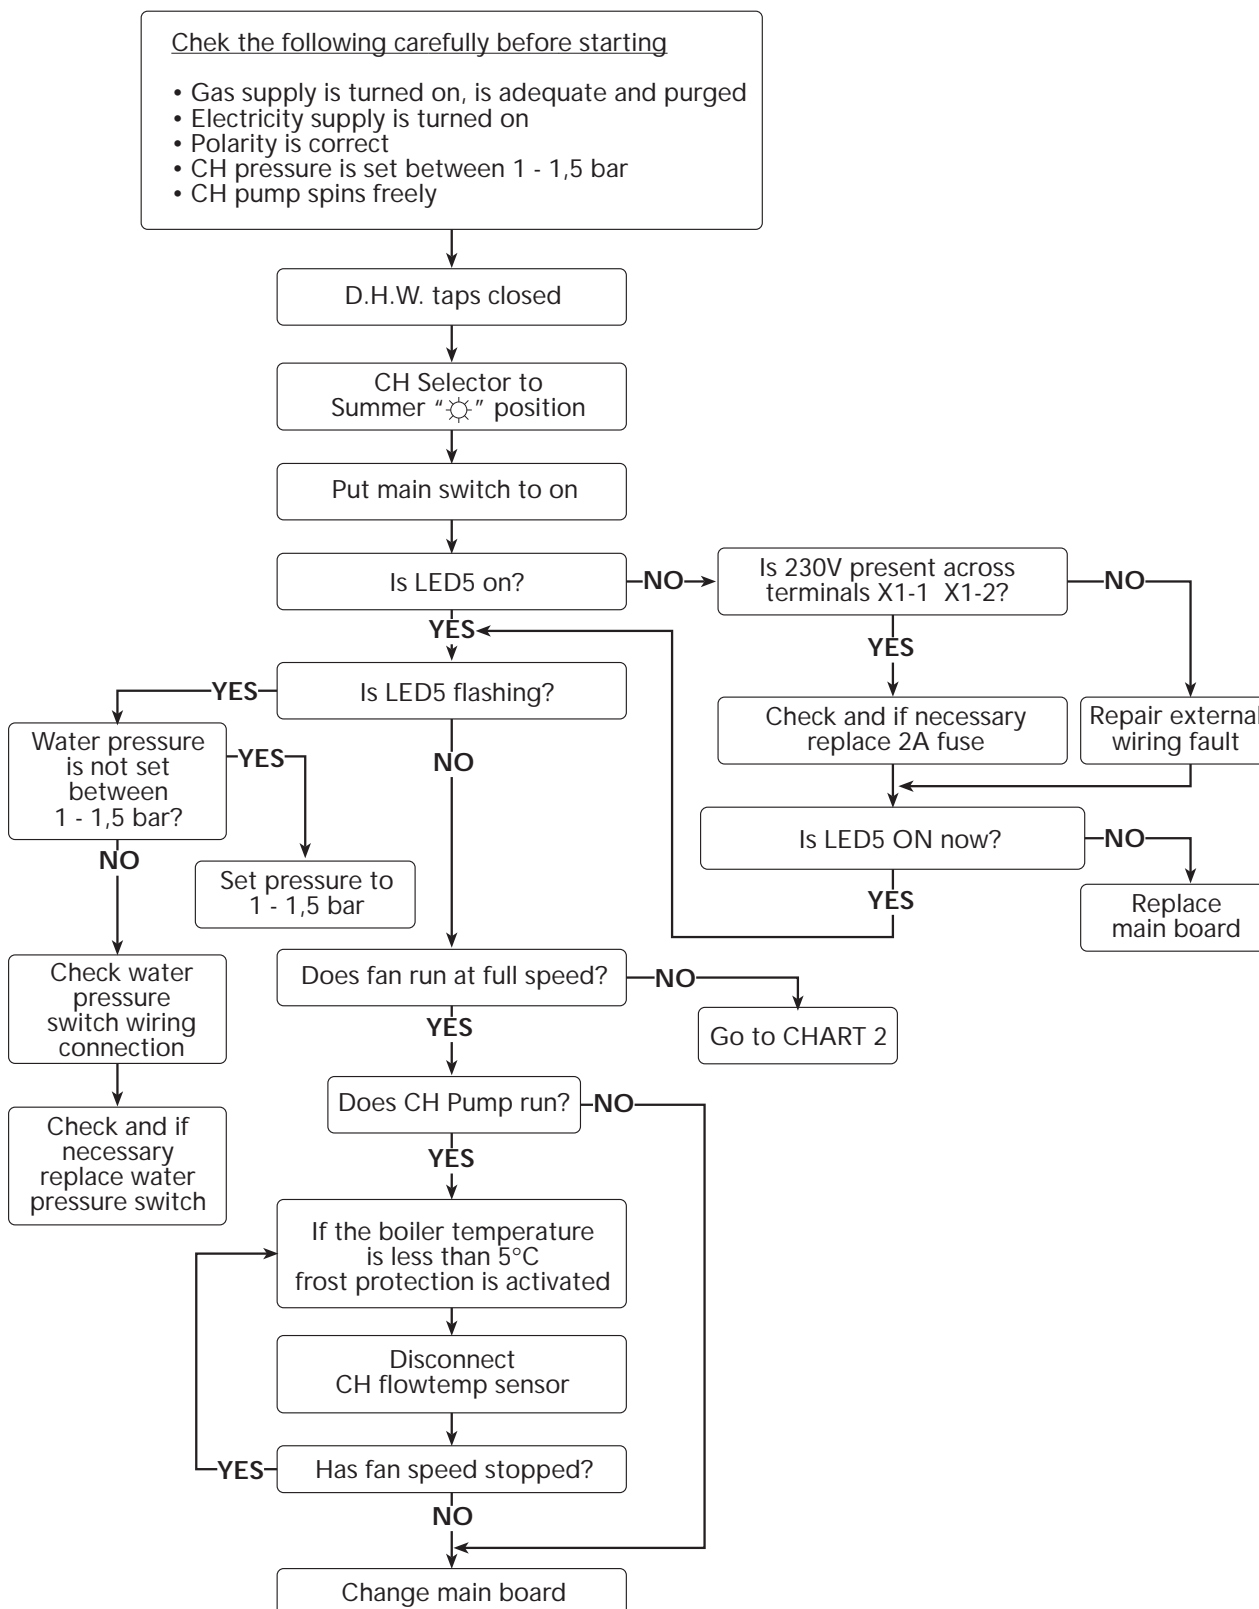 Chek the following carefully before starting
• Gas supply is turned on, is adequate and purged
• Electricity supply is turned on
• Polarity is correct
• CH pressure is set between 1 - 1,5 bar
• CH pump spins freely
D.H.W. taps closed
CH Selector to
Summer “☼” position
Put main switch to on
Is LED5 on?
NO
Is 230V present across
terminals X1-1 X1-2?
NO
YES
YES
Is LED5 flashing?
YES
Check and if necessary
replace 2A fuse
Repair external
wiring fault
Water pressure
is not set
between
1 - 1,5 bar?
YES
NO
NO
Is LED5 ON now?
NO
YES
Set pressure to
1 - 1,5 bar
Replace
main board
Check water
pressure
switch wiring
connection
Does fan run at full speed?
NO
YES
Go to CHART 2
Does CH Pump run?
NO
YES
Check and if
necessary
replace water
pressure switch
If the boiler temperature
is less than 5°C
frost protection is activated
Disconnect
CH flowtemp sensor
Has fan speed stopped?
YES
NO
Change main board